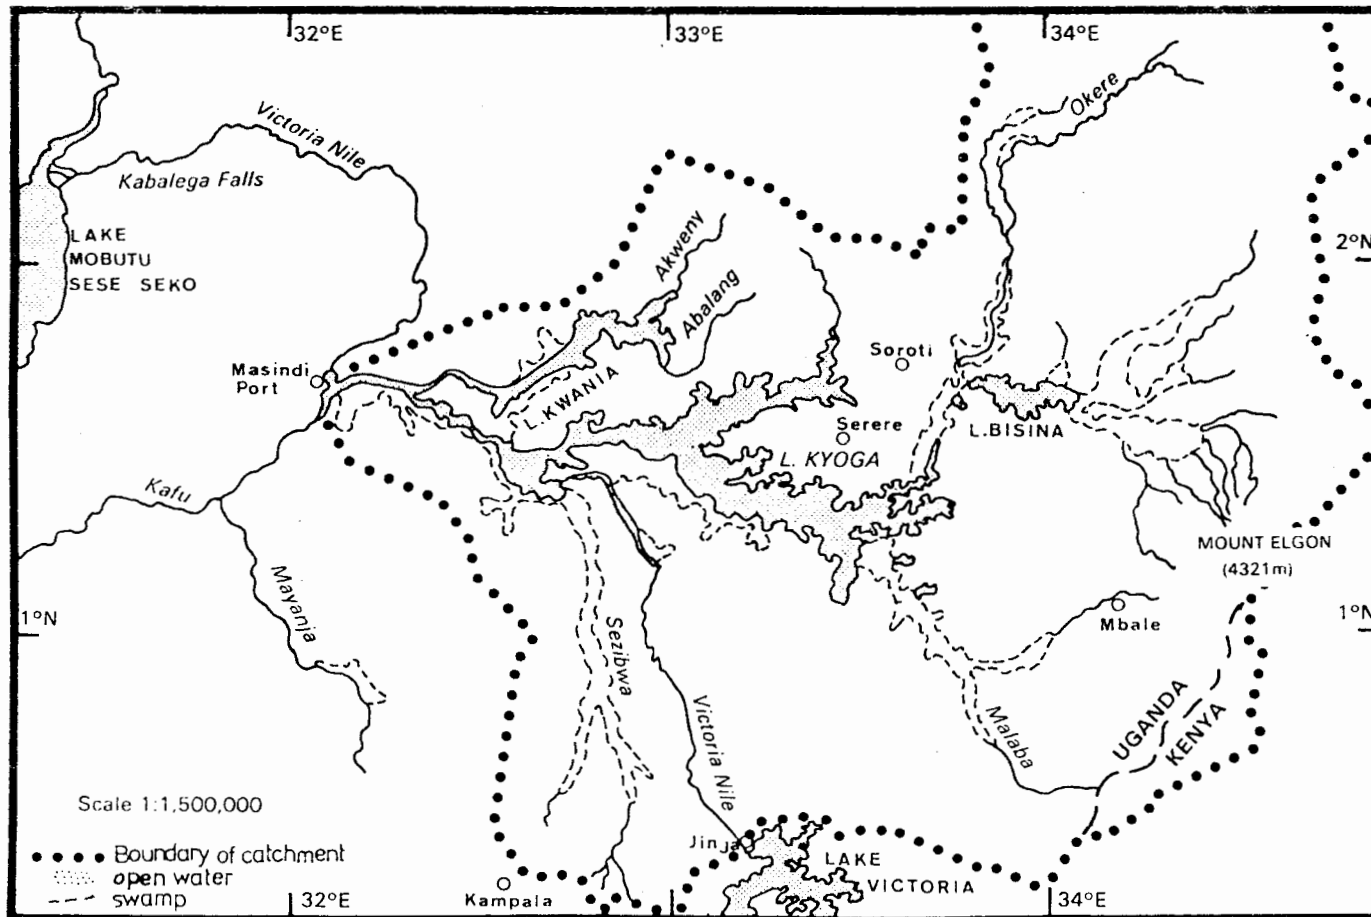 32°E
33°E
34°E
Victoria Nile
Okere
Kabalega Falls
LAKE
MOBUTU
SESE SEKO
2°N
Akweny
Abalang
Masindi
Port
Soroti
L.KWANIA
Serere
L.BISINA
L. KYOGA
Kafu
MOUNT ELGON
(4321m)
Mayanja
1°N
Sezibwa
Mbale
1°N
Victoria Nile
Malaba
UGANDA
KENYA
Scale 1:1,500,000
Boundary of catchment
open water
swamp
Jinja
LAKE
VICTORIA
Kampala
32°E
34°E